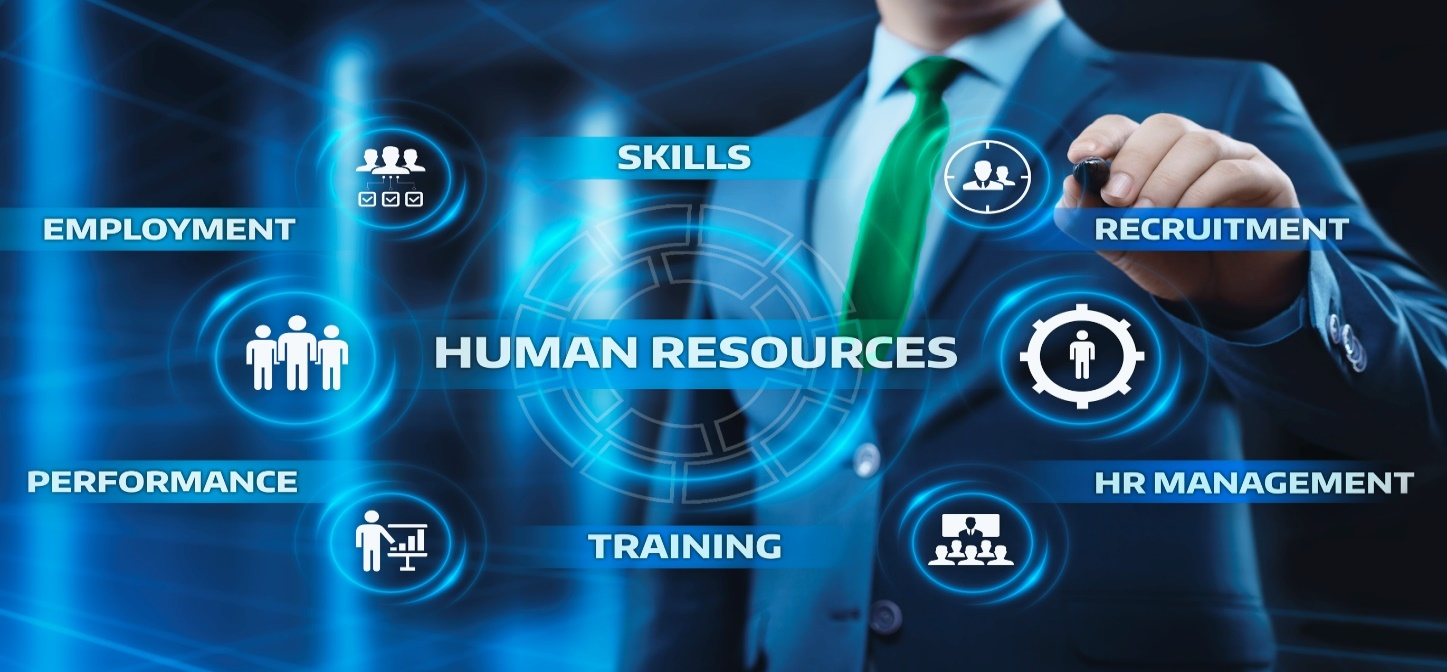 SKILLS
EMPLOYMENT
RECRUITMENT
HUMAN RESOURCES
PERFORMANCE
HR MANAGEMENT
TRAINING